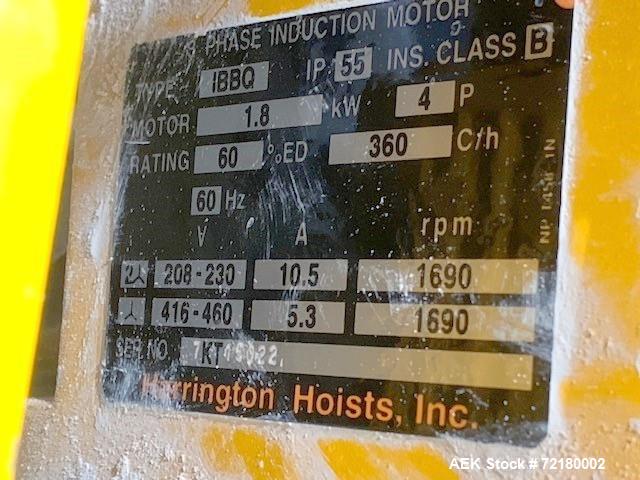 3 PHASE INDUCTION MOTOR
TYPE IBBQ IP 55 INS. CLASS B
MOTOR 1.8 kW 4 P
RATING 60 %ED 360 C/h
60 Hz
V A rpm
208-230 10.5 1690
416-460 5.3 1690
SER.NO.
Harrington Hoists, Inc.
AEK Stock # 72180002